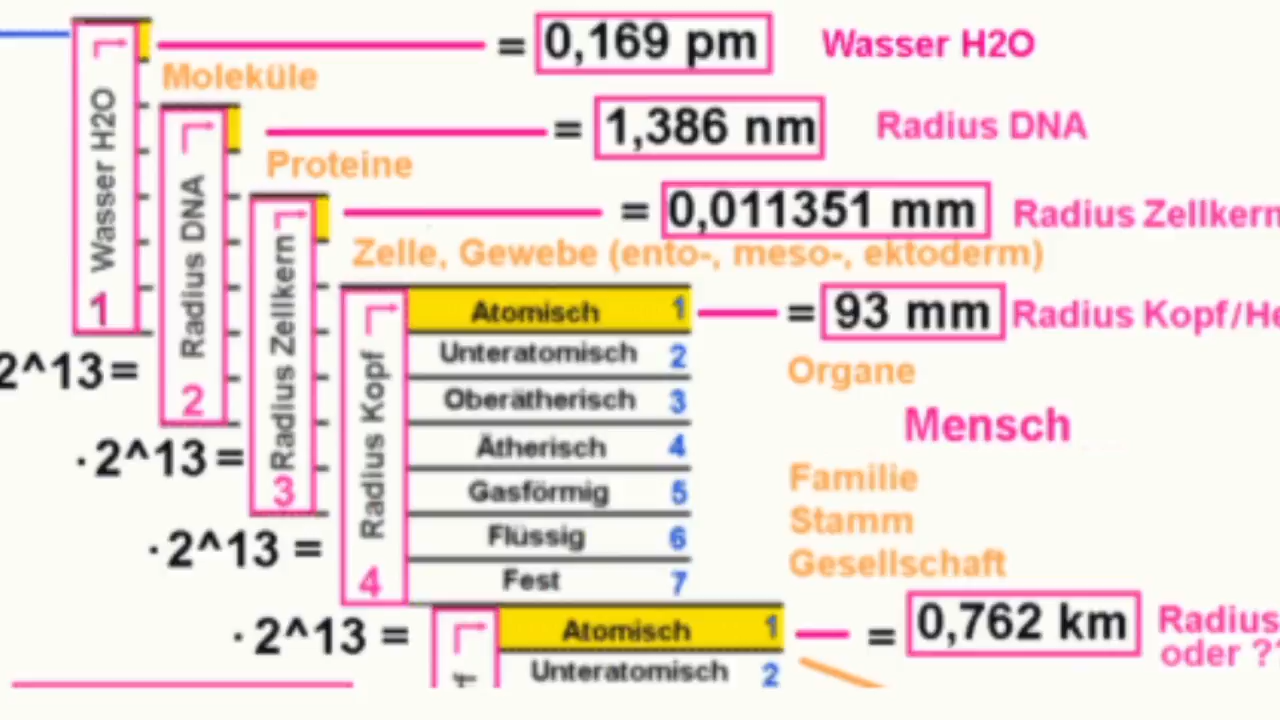 = 0,169 pm Wasser H2O
Moleküle
1 Wasser H2O
= 1,386 nm Radius DNA
Proteine
2 Radius DNA
= 0,011351 mm Radius Zellkern
Zelle, Gewebe (ento-, meso-, ektoderm)
3 Radius Zellkern
Atomisch 1 = 93 mm Radius Kopf/He
Unteratomisch 2
Organe
2^13=
Oberätherisch 3
Mensch
Ätherisch 4
·2^13=
Gasförmig 5
Familie
4 Radius Kopf
Flüssig 6
Stamm
·2^13 =
Fest 7
Gesellschaft
·2^13 =
Atomisch 1 = 0,762 km Radius
oder ??
Unteratomisch 2